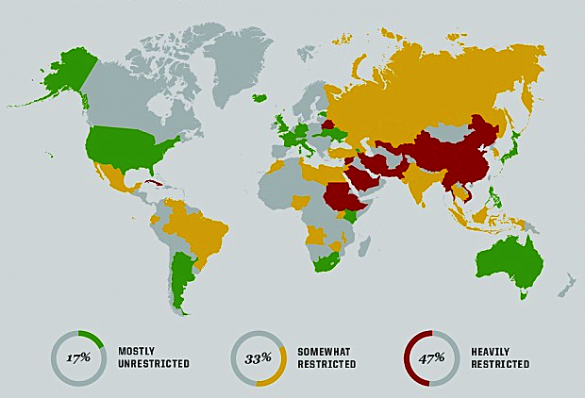 17%
MOSTLY
UNRESTRICTED
33%
SOMEWHAT
RESTRICTED
47%
HEAVILY
RESTRICTED